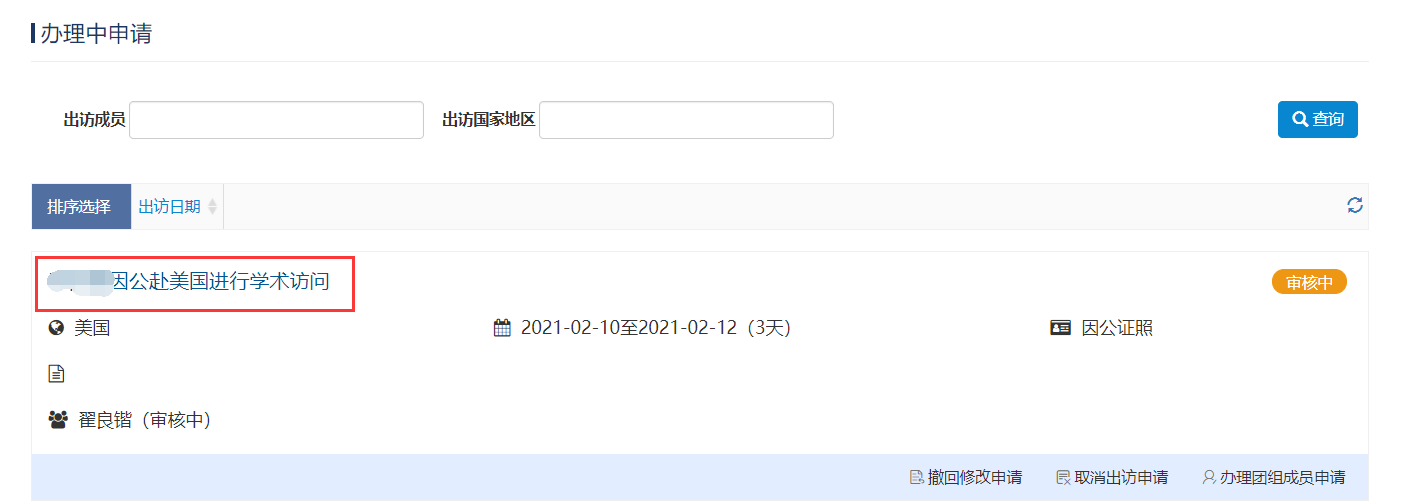 办理中申请
出访成员 出访国家地区 查询
排序选择 出访日期
因公赴美国进行学术访问 审核中
美国 2021-02-10至2021-02-12（3天） 因公证照
翟良锴（审核中）
撤回修改申请 取消出访申请 办理团组成员申请